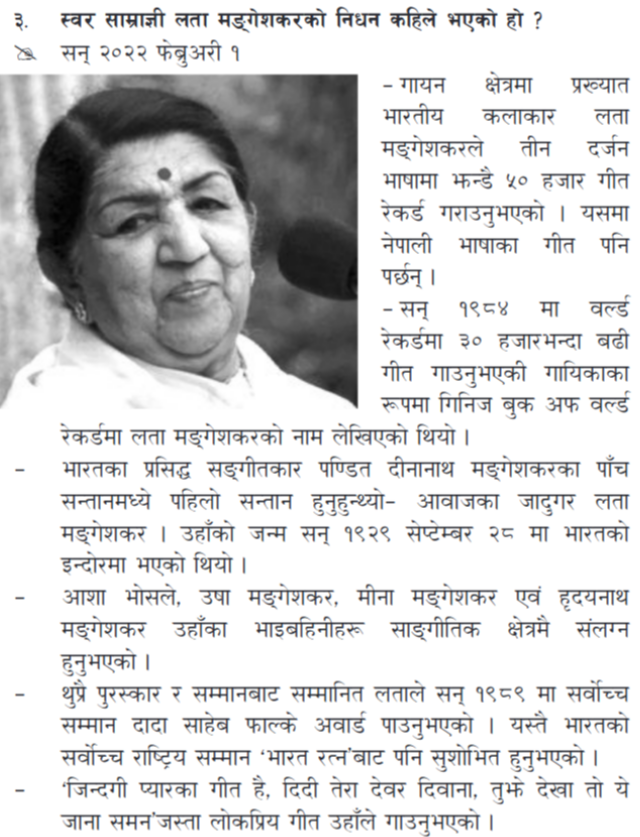 ३. स्वर साम्राज्ञी लता मङ्गेशकरको निधन कहिले भएको हो ?
सन् २०२२ फेब्रुअरी १
– गायन क्षेत्रमा प्रख्यात
भारतीय कलाकार लता
मङ्गेशकरले तीन दर्जन
भाषामा झन्डै ५० हजार गीत
रेकर्ड गराउनुभएको । यसमा
नेपाली भाषाका गीत पनि
पर्छन् ।
– सन् १९८४ मा वर्ल्ड
रेकर्डमा ३० हजारभन्दा बढी
गीत गाउनुभएकी गायिकाका
रूपमा गिनिज बुक अफ वर्ल्ड
रेकर्डमा लता मङ्गेशकरको नाम लेखिएको थियो ।
– भारतका प्रसिद्ध सङ्गीतकार पण्डित दीनानाथ मङ्गेशकरका पाँच
सन्तानमध्ये पहिलो सन्तान हुनुहुन्थ्यो– आवाजका जादुगर लता
मङ्गेशकर । उहाँको जन्म सन् १९२९ सेप्टेम्बर २८ मा भारतको
इन्दोरमा भएको थियो ।
– आशा भोसले, उषा मङ्गेशकर, मीना मङ्गेशकर एवं हृदयनाथ
मङ्गेशकर उहाँका भाइबहिनीहरू साङ्गीतिक क्षेत्रमै संलग्न
हुनुभएको ।
– थुप्रै पुरस्कार र सम्मानबाट सम्मानित लताले सन् १९८९ मा सर्वोच्च
सम्मान दादा साहेब फाल्के अवार्ड पाउनुभएको । यस्तै भारतको
सर्वोच्च राष्ट्रिय सम्मान ‘भारत रत्न’बाट पनि सुशोभित हुनुभएको ।
– ‘जिन्दगी प्यारका गीत है, दिदी तेरा देवर दिवाना, तुझे देखा तो ये
जाना समन’जस्ता लोकप्रिय गीत उहाँले गाउनुभएको ।